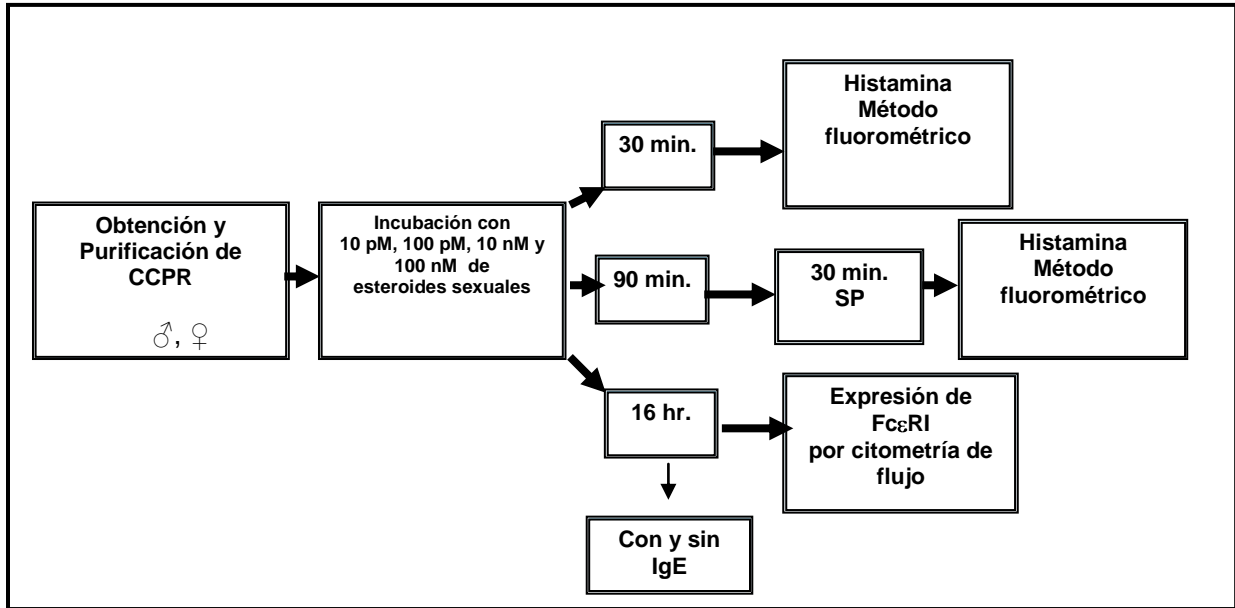 Obtención y
Purificación de
CCPR
♂, ♀
Incubación con
10 pM, 100 pM, 10 nM y
100 nM de
esteroides sexuales
30 min.
Histamina
Método
fluorométrico
90 min.
30 min.
SP
Histamina
Método
fluorométrico
16 hr.
Expresión de
FcεRI
por citometría de
flujo
Con y sin
IgE